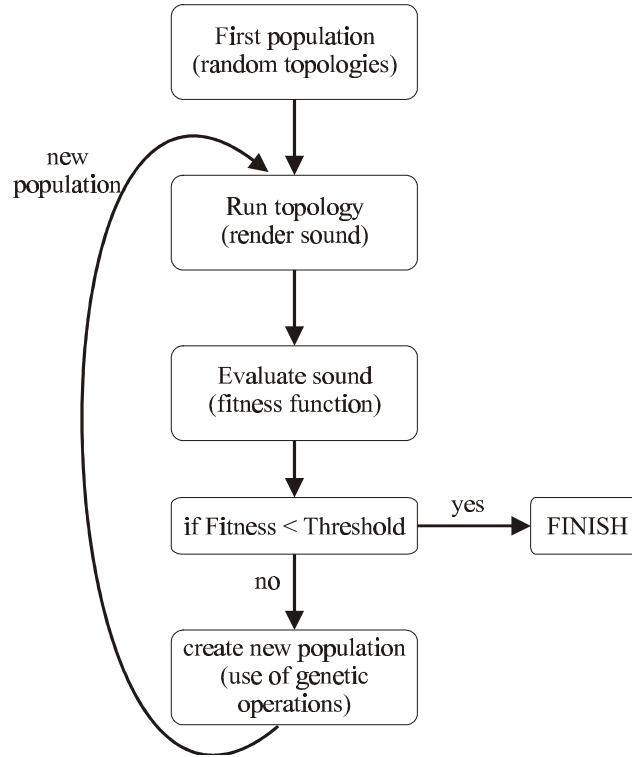 First population
(random topologies)
new
population
Run topology
(render sound)
Evaluate sound
(fitness function)
if Fitness < Threshold
yes
FINISH
no
create new population
(use of genetic
operations)